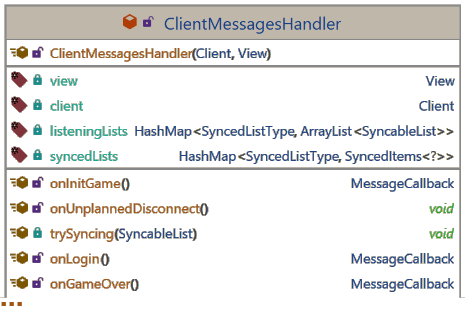 ClientMessagesHandler
ClientMessagesHandler(Client, View)
view View
client Client
listeningLists HashMap<SyncedListType, ArrayList<SyncableList>>
syncedLists HashMap<SyncedListType, SyncedItems<?>>
onInitGame() MessageCallback
onUnplannedDisconnect() void
trySyncing(SyncableList) void
onLogin() MessageCallback
onGameOver() MessageCallback